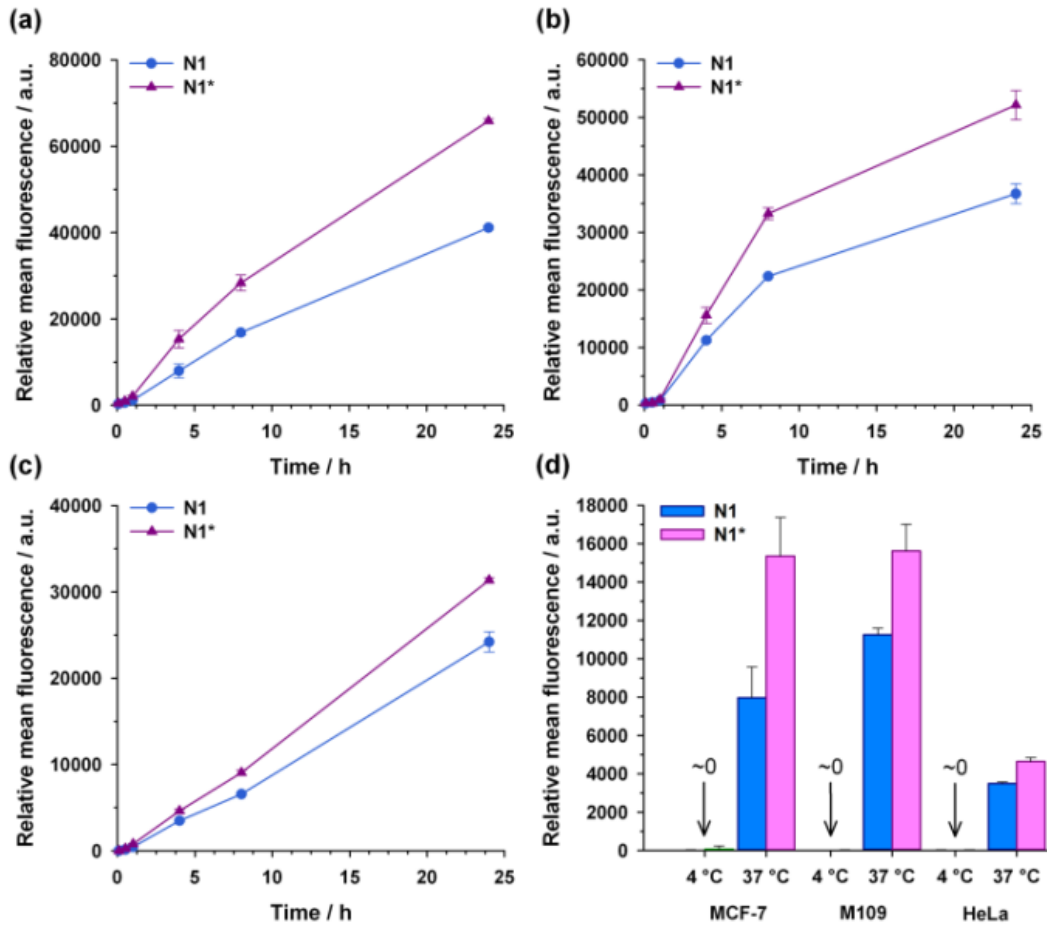 (a)
N1
N1*
80000
60000
40000
20000
0
Relative mean fluorescence / a.u.
0 5 10 15 20 25
Time / h
(b)
N1
N1*
60000
50000
40000
30000
20000
10000
0
Relative mean fluorescence / a.u.
0 5 10 15 20 25
Time / h
(c)
N1
N1*
40000
30000
20000
10000
0
Relative mean fluorescence / a.u.
0 5 10 15 20 25
Time / h
(d)
N1
N1*
18000
16000
14000
12000
10000
8000
6000
4000
2000
0
Relative mean fluorescence / a.u.
~0 ~0 ~0
4 °C 37 °C 4 °C 37 °C 4 °C 37 °C
MCF-7 M109 HeLa